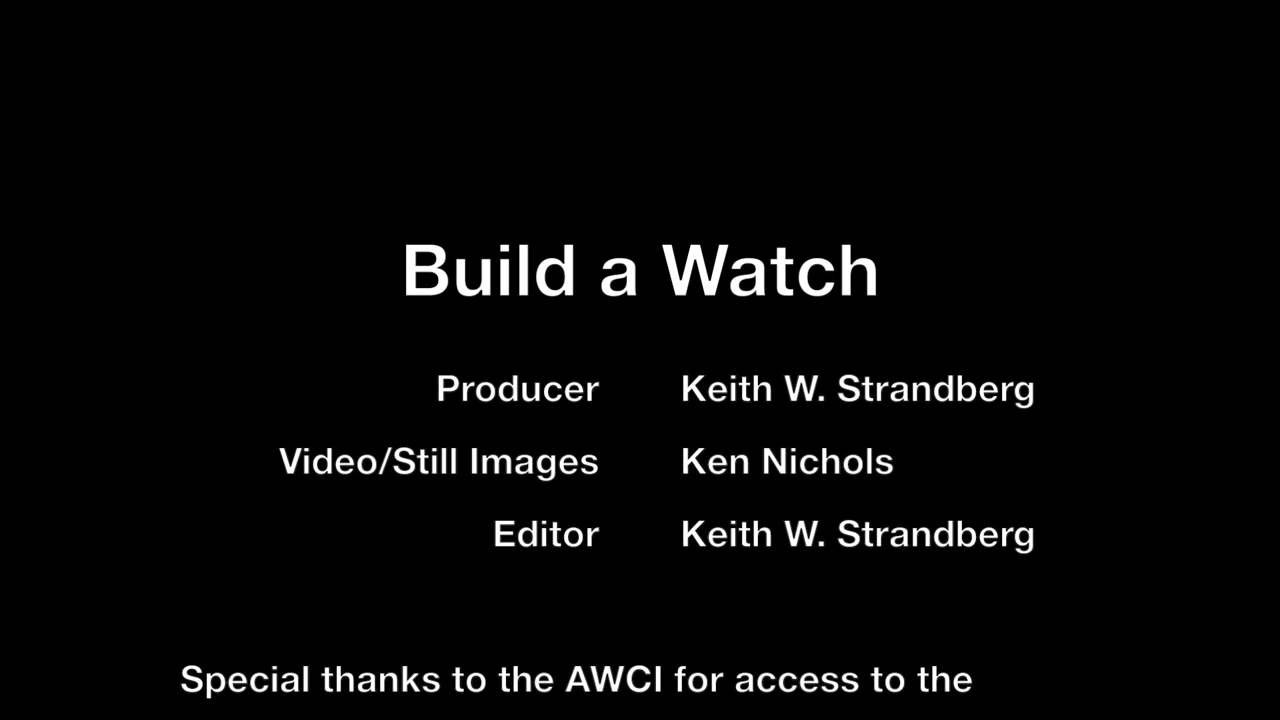 Build a Watch
Producer Keith W. Strandberg
Video/Still Images Ken Nichols
Editor Keith W. Strandberg
Special thanks to the AWCI for access to the